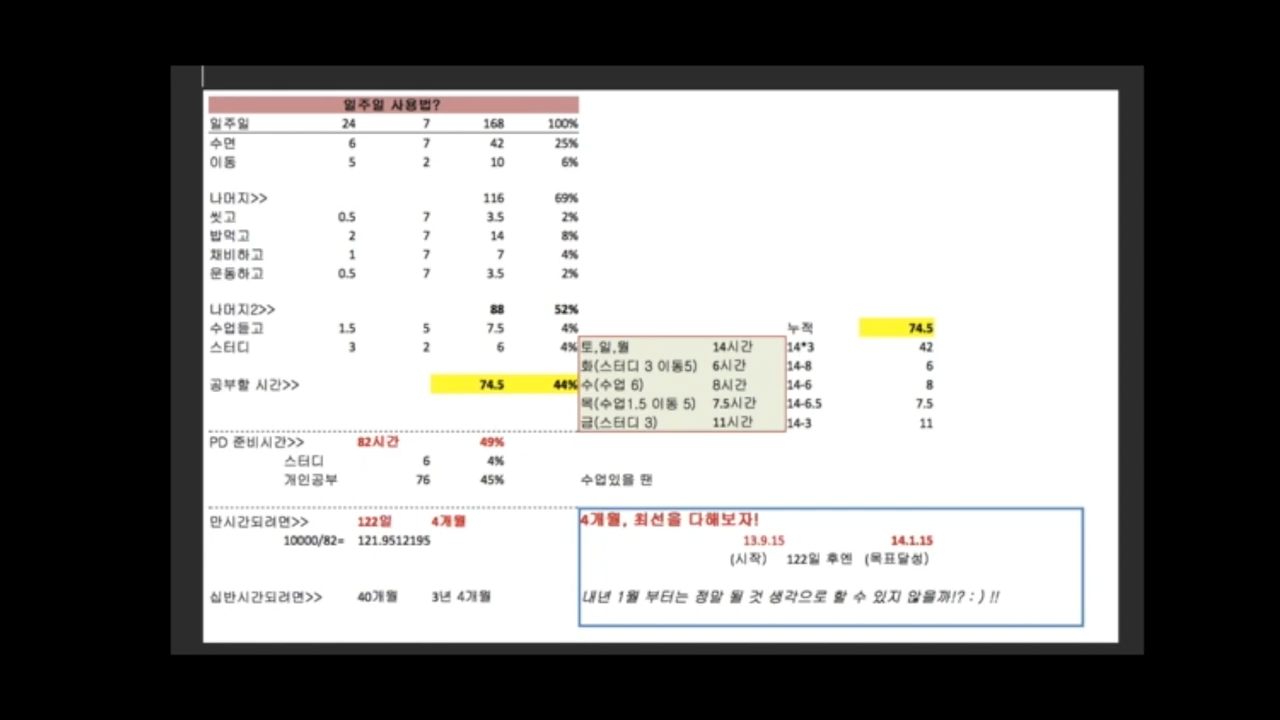 일주일 사용법?
일주일 24 7 168 100%
수면 6 7 42 25%
이동 5 2 10 6%
나머지>> 116 69%
씻고 0.5 7 3.5 2%
밥먹고 2 7 14 8%
채비하고 1 7 7 4%
운동하고 0.5 7 3.5 2%
나머지2>> 88 52%
수업듣고 1.5 5 7.5 4% 누적 74.5
스터디 3 2 6 4% 토,일,월 14시간 14*3 42
화(스터디 3 이동5) 6시간 14-8 6
공부할 시간>> 74.5 44% 수(수업 6) 8시간 14-6 8
목(수업1.5 이동 5) 7.5시간 14-6.5 7.5
금(스터디 3) 11시간 14-3 11
PD 준비시간>> 82시간 49%
스터디 6 4%
개인공부 76 45% 수업있을 땐
만시간되려면>> 122일 4개월 4개월, 최선을 다해보자!
10000/82= 121.9512195 13.9.15 14.1.15
(시작) 122일 후엔 (목표달성)
십반시간되려면>> 40개월 3년 4개월 내년 1월 부터는 정말 될 것 생각으로 할 수 있지 않을까!? : ) !!